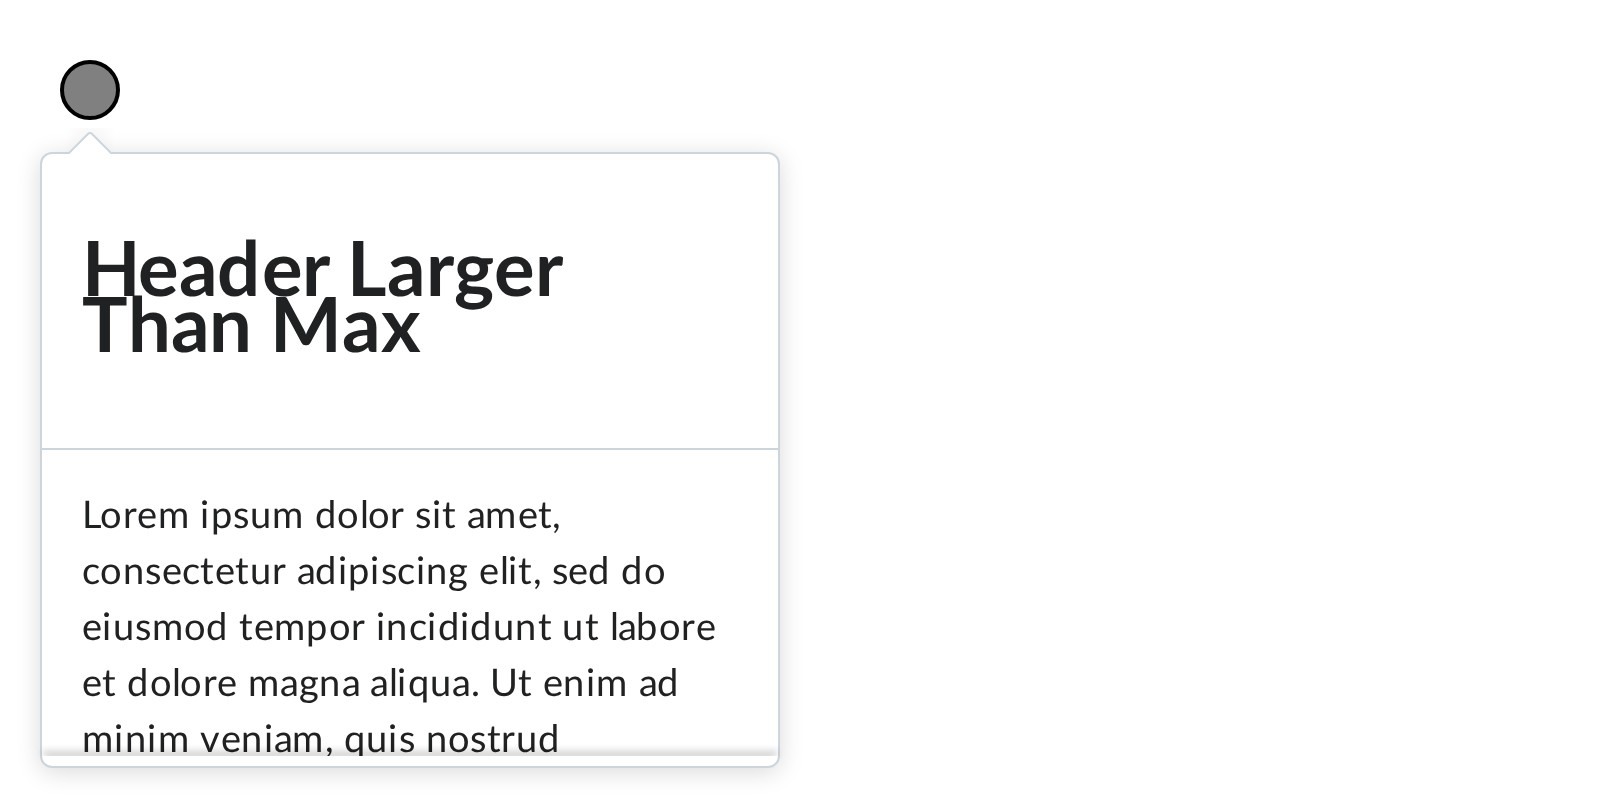 Header Larger
Than Max
Lorem ipsum dolor sit amet,
consectetur adipiscing elit, sed do
eiusmod tempor incididunt ut labore
et dolore magna aliqua. Ut enim ad
minim veniam, quis nostrud